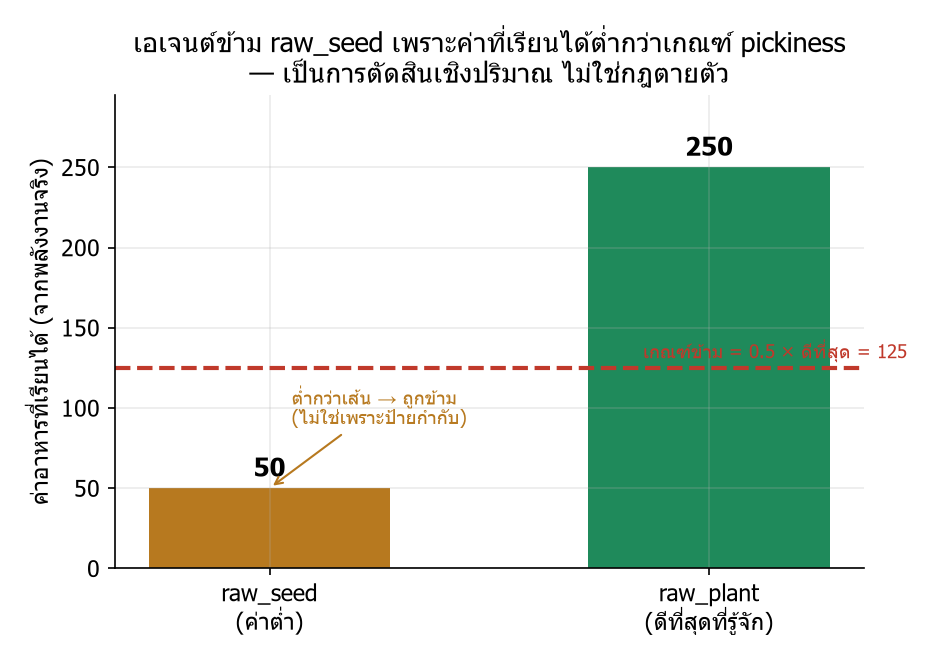 เอเจนต์ข้าม raw_seed เพราะค่าที่เรียนได้ต่ำกว่าเกณฑ์ pickiness
— เป็นการตัดสินเชิงปริมาณ ไม่ใช่กฎตายตัว
ค่าอาหารที่เรียนได้ (จากพลังงานจริง)
250
200
150
100
50
0
250
เกณฑ์ข้าม = 0.5 × ดีที่สุด = 125
ต่ำกว่าเส้น → ถูกข้าม
(ไม่ใช่เพราะป้ายกำกับ)
50
raw_seed
(ค่าต่ำ)
raw_plant
(ดีที่สุดที่รู้จัก)